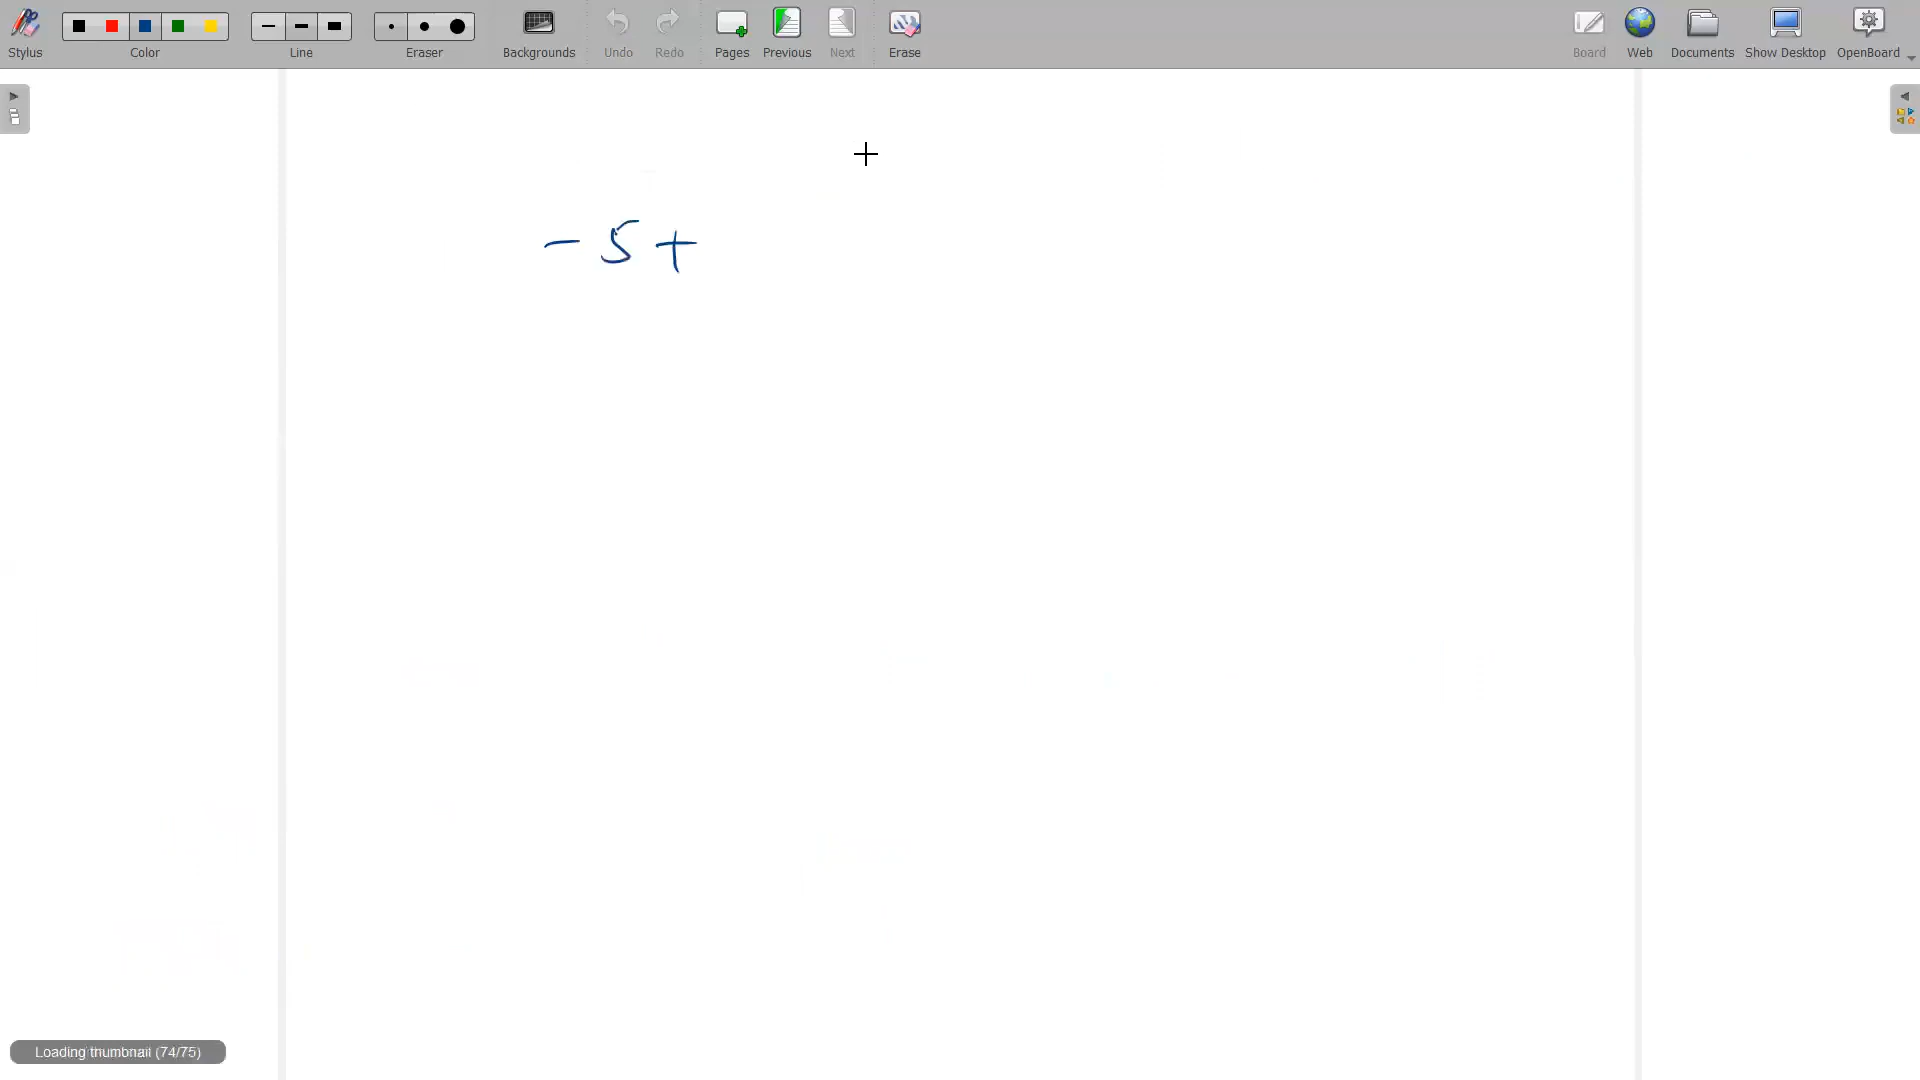 Stylus Color Line Eraser Backgrounds Undo Redo Pages Previous Next Erase Board Web Documents Show Desktop OpenBoard
- 5 +
Loading thumbnail (74/75)